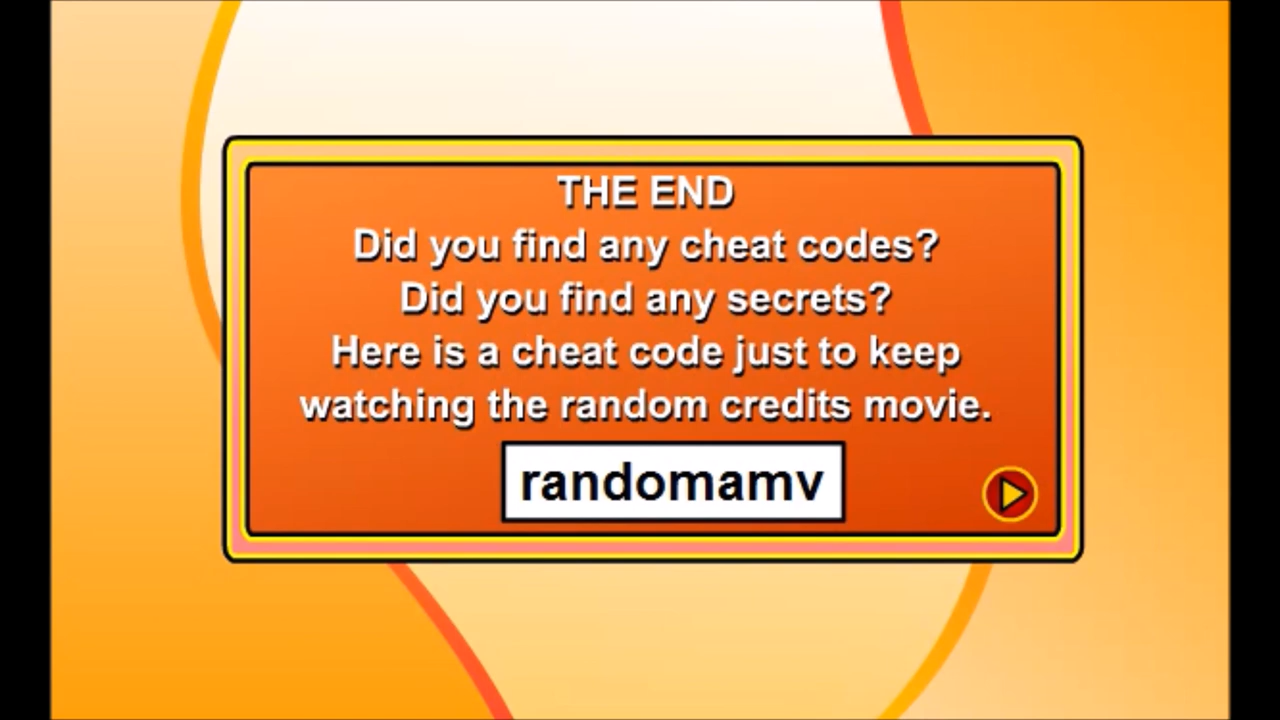 THE END
Did you find any cheat codes?
Did you find any secrets?
Here is a cheat code just to keep
watching the random credits movie.
randomamv